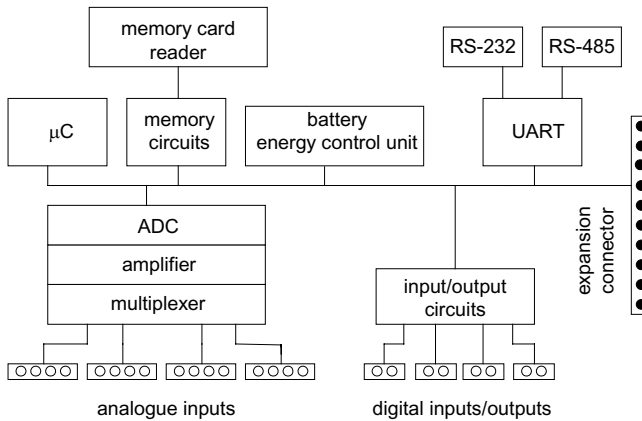 memory card
reader
RS-232
RS-485
μC
memory
circuits
battery
energy control unit
UART
expansion
connector
ADC
amplifier
multiplexer
input/output
circuits
analogue inputs
digital inputs/outputs